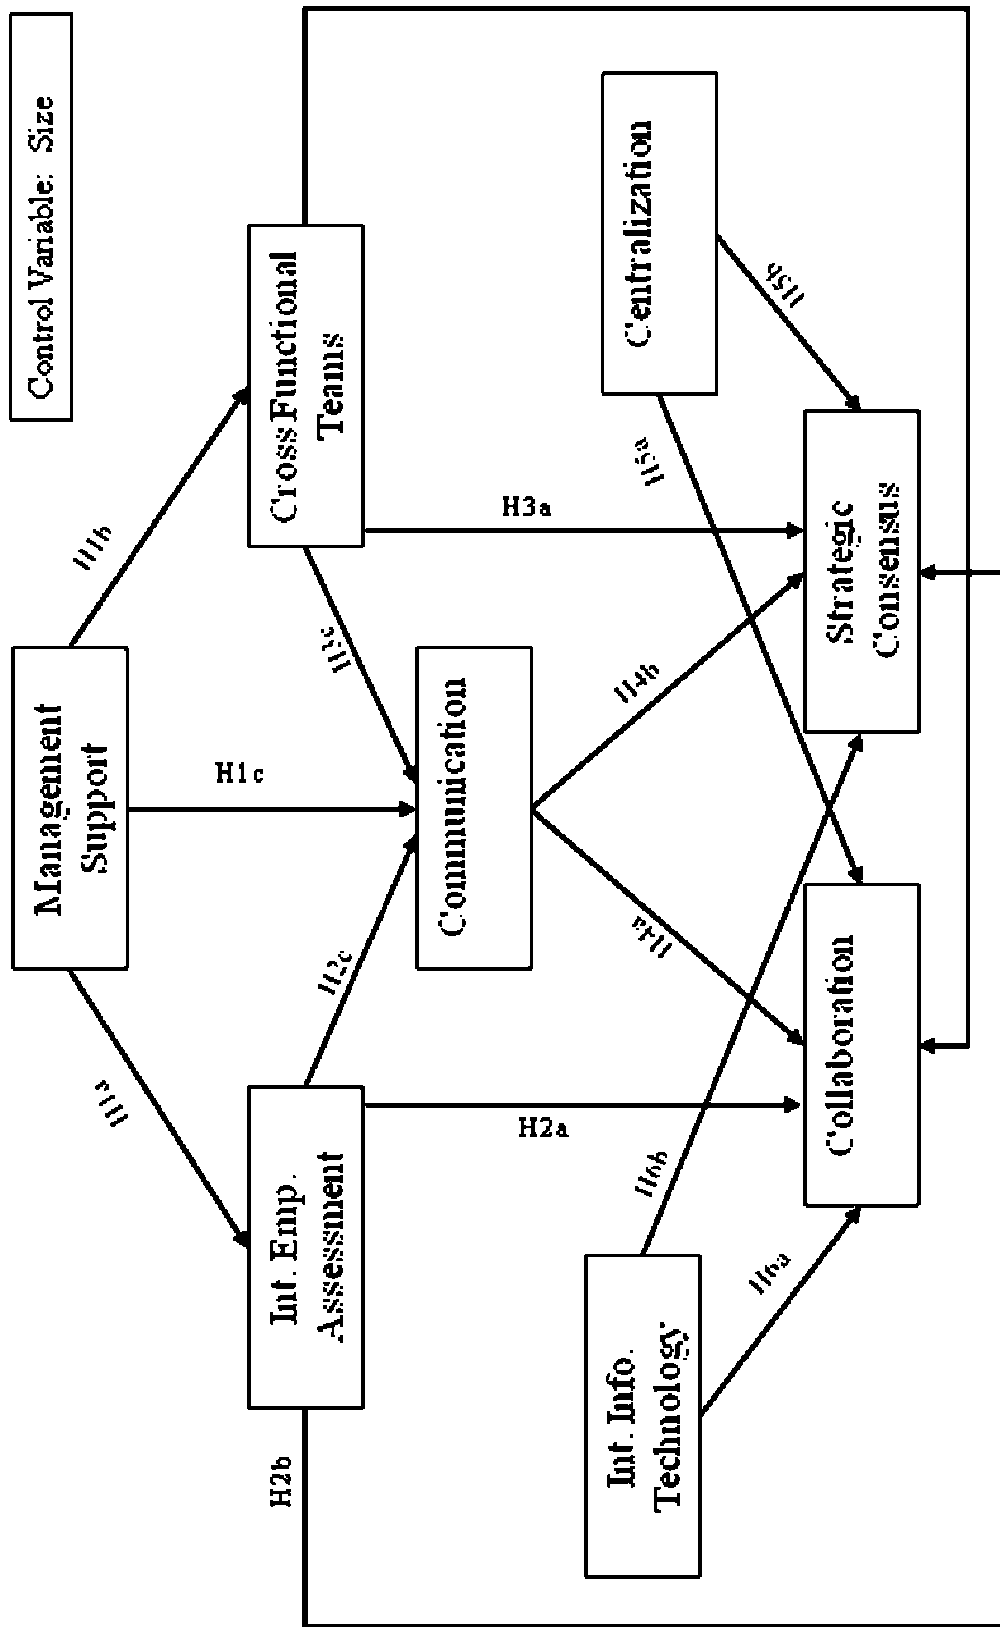 Control Variable: Size
Management
Support
H1a
H1c
H1b
H2b
Int. Emp.
Assessment
Cross Functional
Teams
H2c
H3c
Communication
H2a
H3a
Int. Info.
Technology
Centralization
H6b
H4a
H4b
H5a
H6a
H5b
Collaboration
Strategic
Consensus